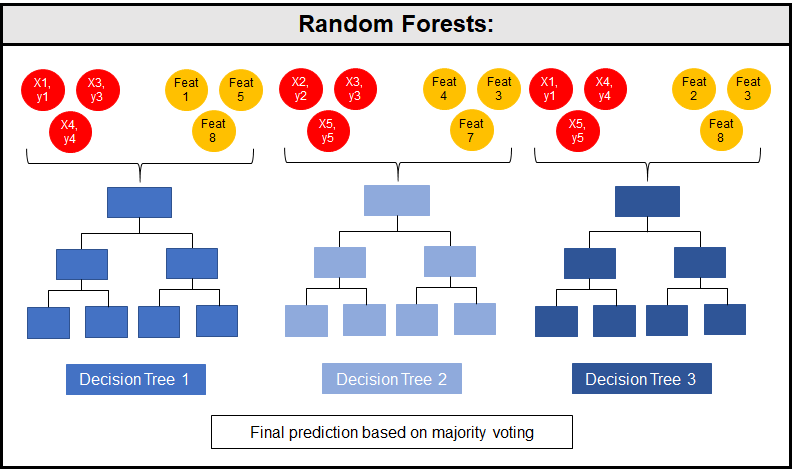 Random Forests:
X1,
y1
X3,
y3
X4,
y4
Feat
1
Feat
5
Feat
8
X2,
y2
X3,
y3
X5,
y5
Feat
4
Feat
3
Feat
7
X1,
y1
X4,
y4
X5,
y5
Feat
2
Feat
3
Feat
8
Decision Tree 1
Decision Tree 2
Decision Tree 3
Final prediction based on majority voting